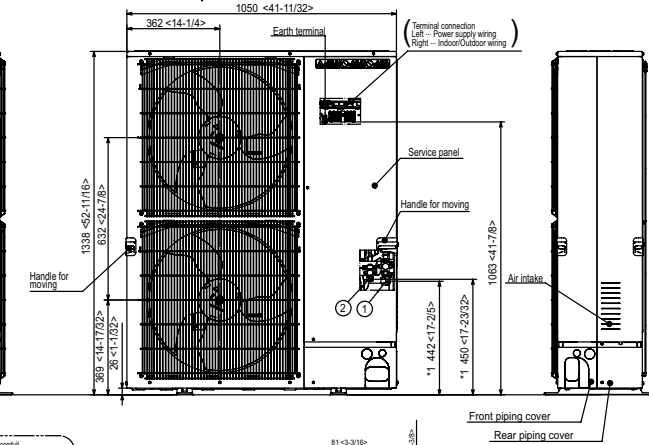 1050 <41-11/32>
362 <14-1/4>
Earth terminal
Terminal connection
Left -- Power supply wiring
Right -- Indoor/Outdoor wiring
Service panel
Handle for moving
1338 <52-11/16>
632 <24-7/8>
369 <14-17/32>
26 <1-1/32>
Handle for
moving
2
1
*1 442 <17-2/5>
*1 450 <17-23/32>
1063 <41-7/8>
Air intake
Front piping cover
Rear piping cover
81 <3-3/16>